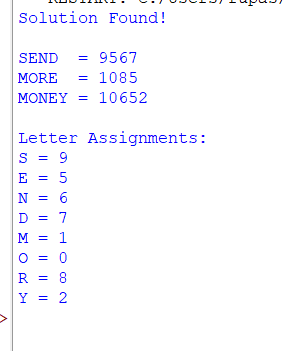 Solution Found!
SEND = 9567
MORE = 1085
MONEY = 10652
Letter Assignments:
S = 9
E = 5
N = 6
D = 7
M = 1
O = 0
R = 8
Y = 2
>